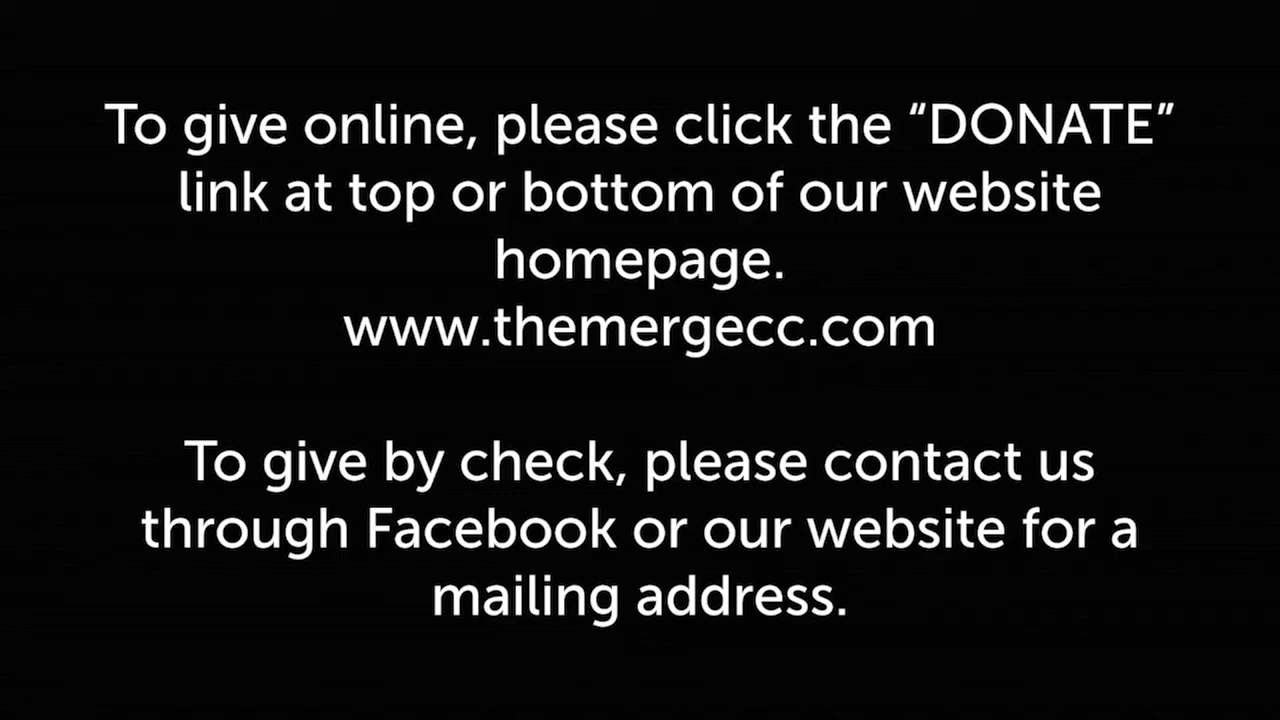 To give online, please click the “DONATE”
link at top or bottom of our website
homepage.
www.themergecc.com
To give by check, please contact us
through Facebook or our website for a
mailing address.